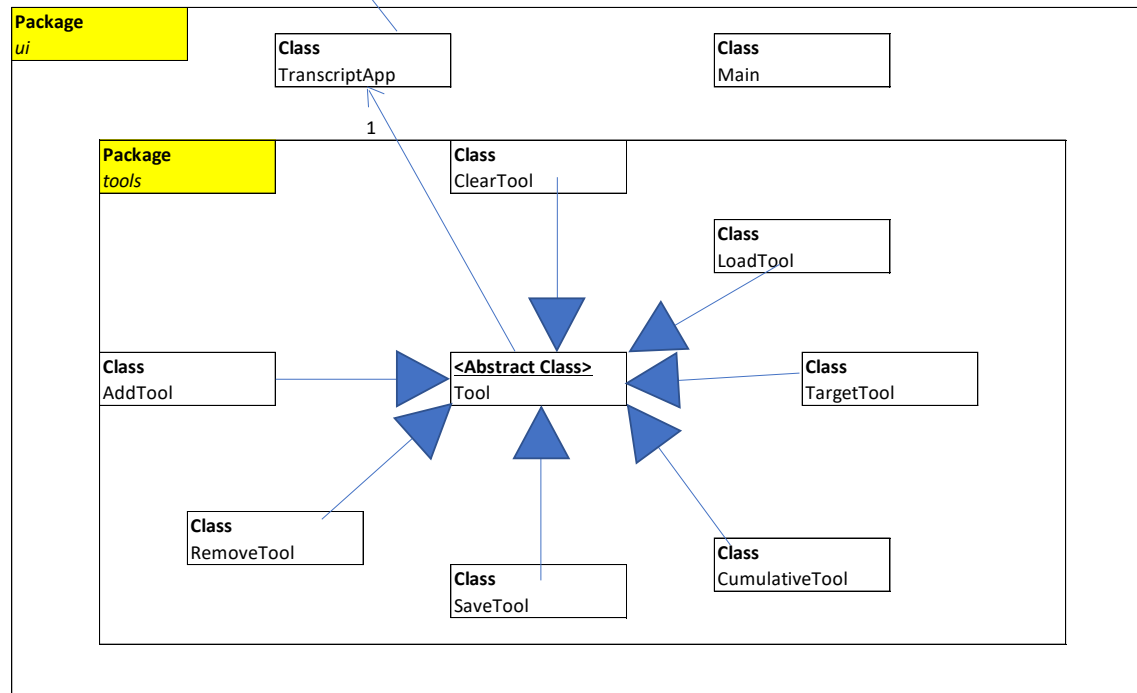 Package
ui
Class
TranscriptApp
Class
Main
1
Package
tools
Class
ClearTool
Class
LoadTool
Class
AddTool
<Abstract Class>
Tool
Class
TargetTool
Class
RemoveTool
Class
SaveTool
Class
CumulativeTool